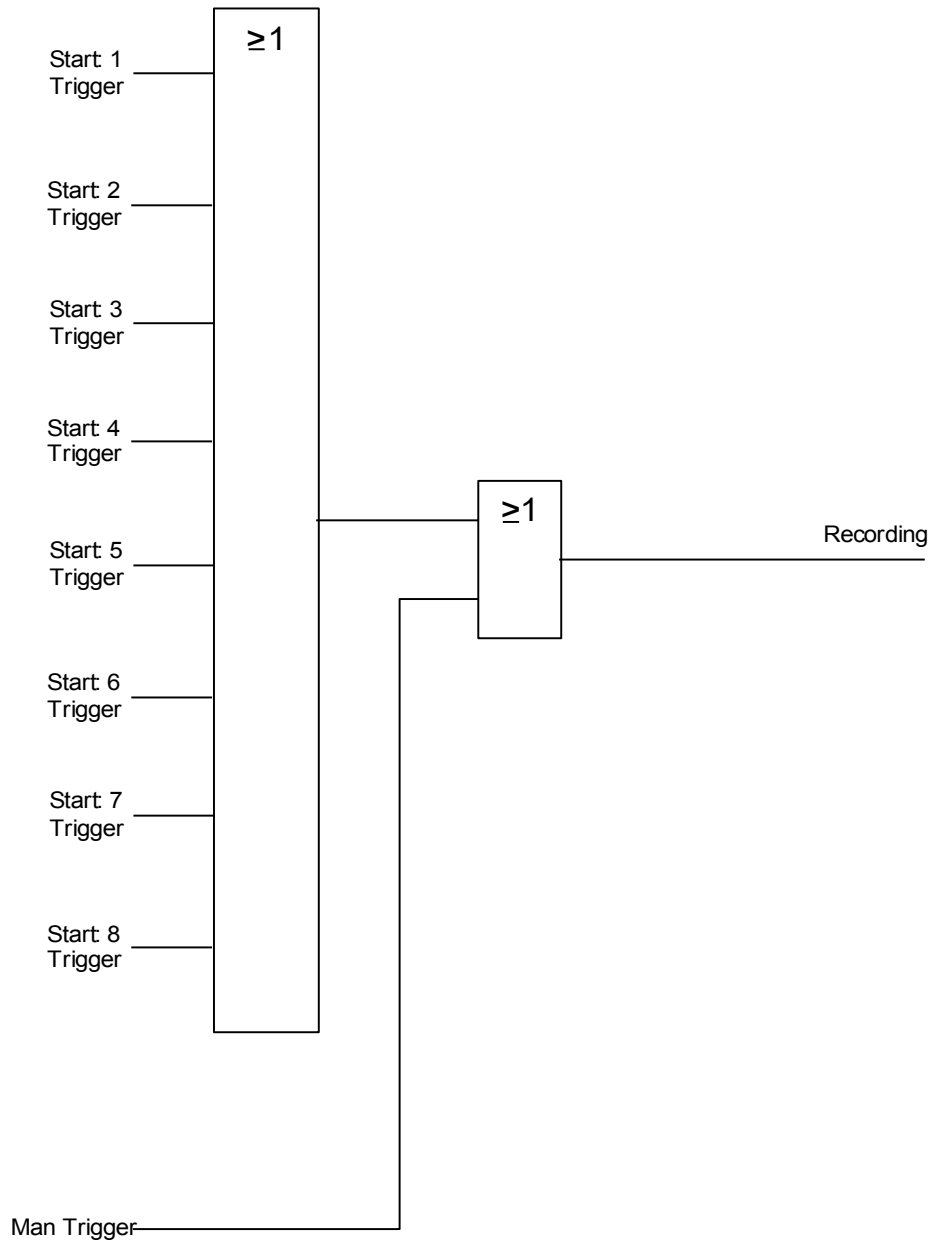 ≥1
Start: 1
Trigger
Start: 2
Trigger
Start: 3
Trigger
Start: 4
Trigger
≥1
Recording
Start: 5
Trigger
Start: 6
Trigger
Start: 7
Trigger
Start: 8
Trigger
Man Trigger